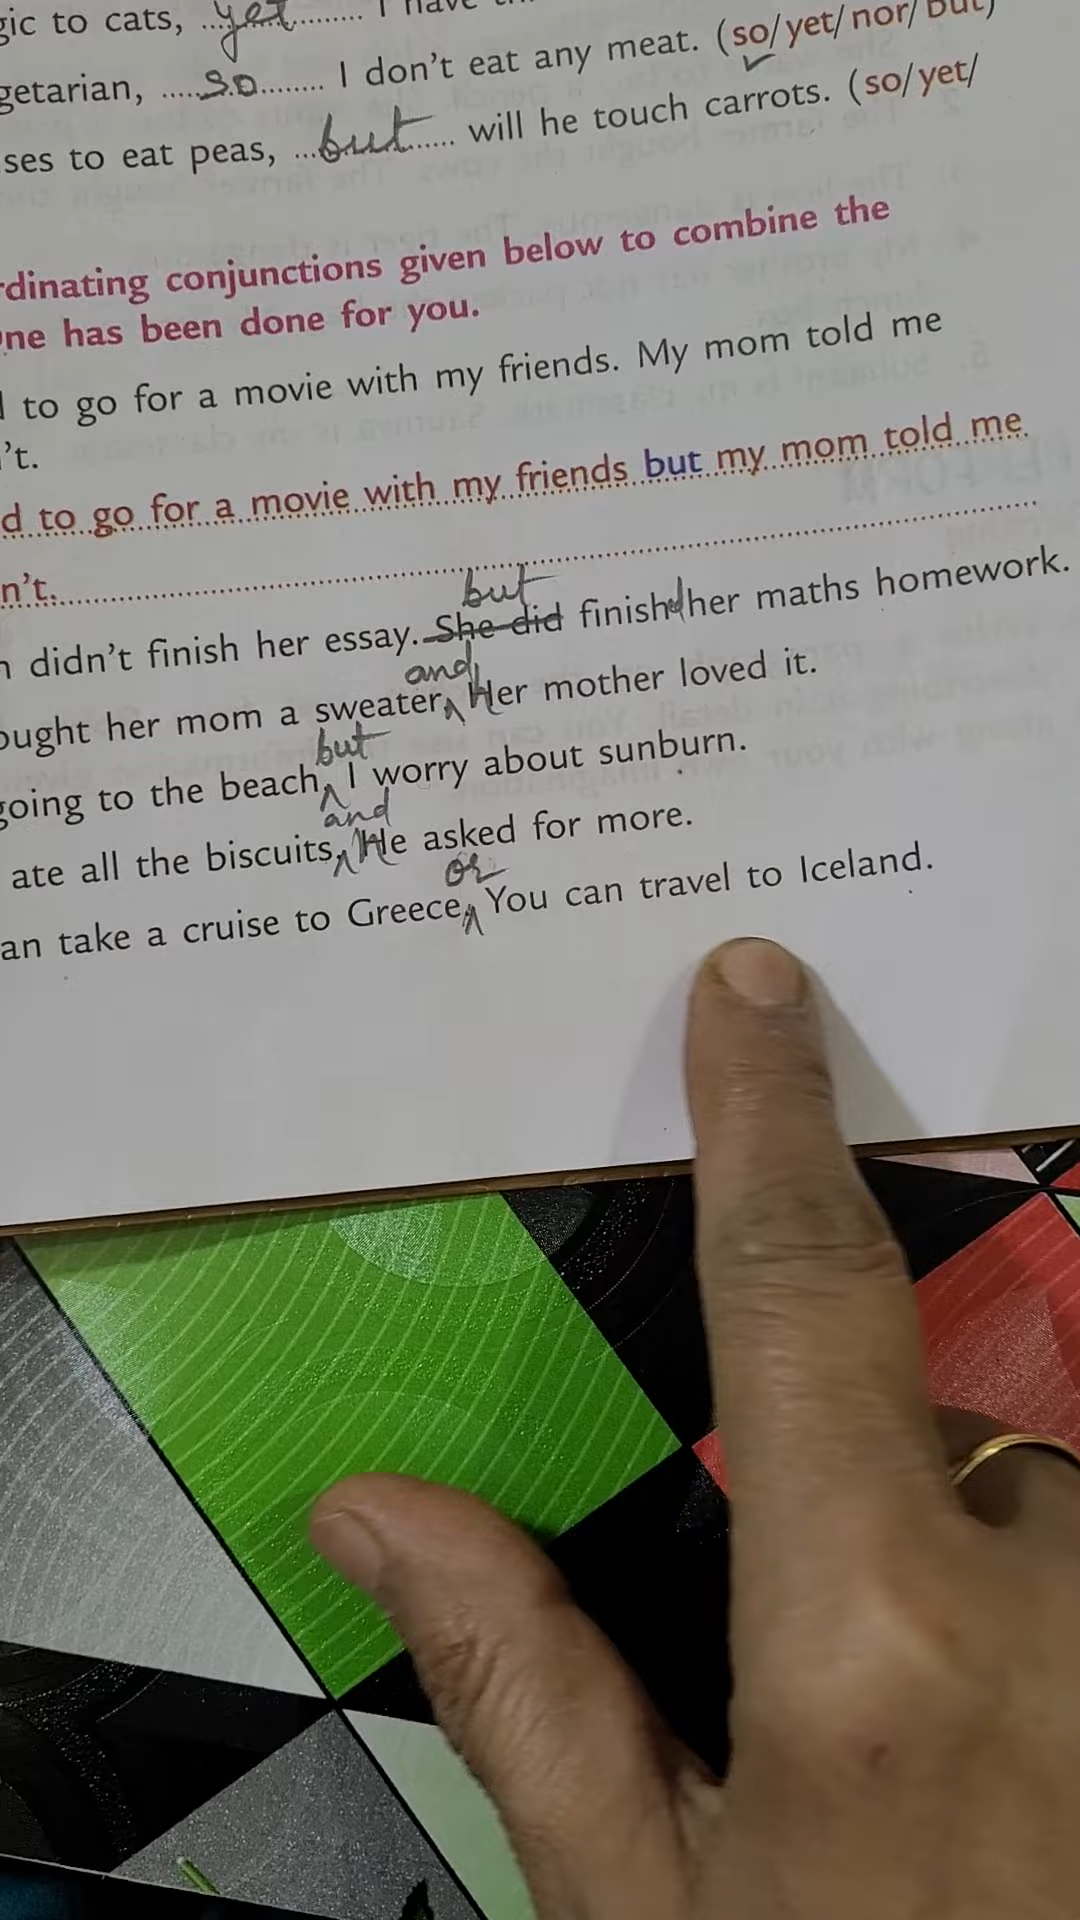 gic to cats, ...yet......... I have
getarian, .....so........ I don't eat any meat. (so/yet/nor/but)
ses to eat peas, ...but..... will he touch carrots. (so/yet/
rdinating conjunctions given below to combine the
ne has been done for you.
to go for a movie with my friends. My mom told me
't.
d to go for a movie with my friends but my mom told me
n't.
but
n didn't finish her essay. She did finished her maths homework.
and
ought her mom a sweater, Her mother loved it.
but
going to the beach, I worry about sunburn.
and
ate all the biscuits, He asked for more.
or
an take a cruise to Greece, You can travel to Iceland.